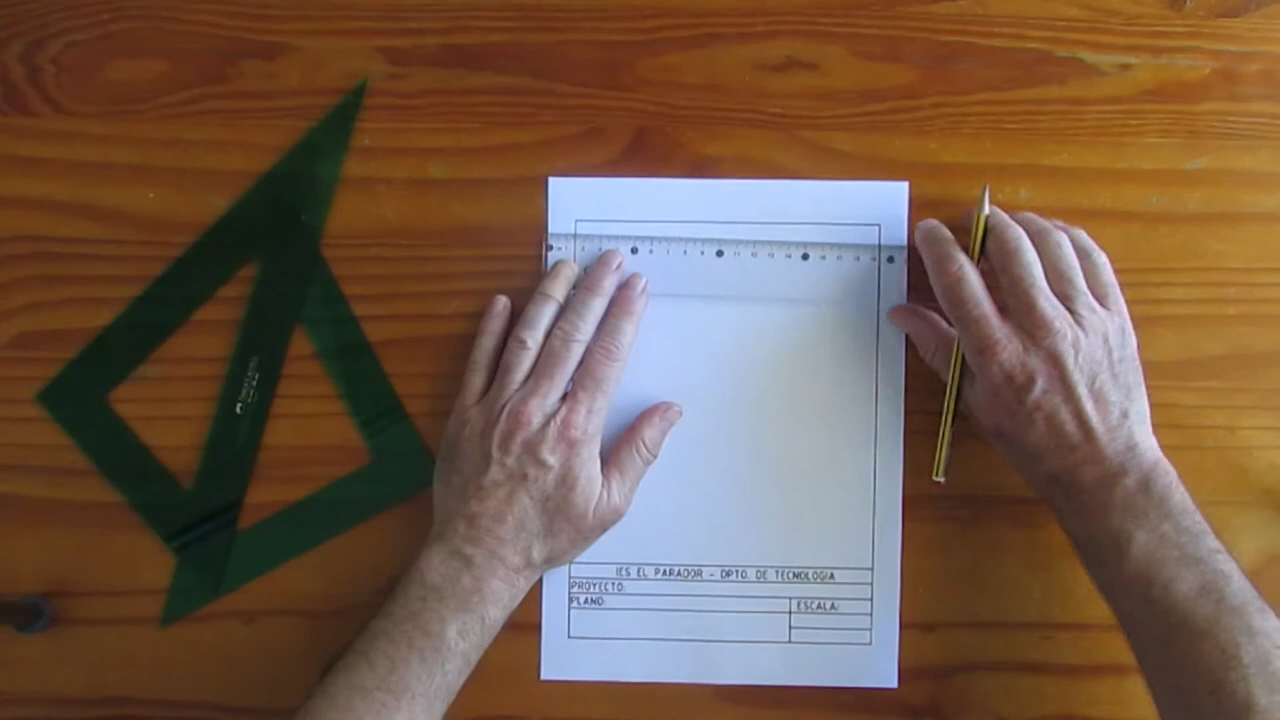 IES EL PARADOR - DPTO. DE TECNOLOGIA
PROYECTO:
PLANO: ESCALA: